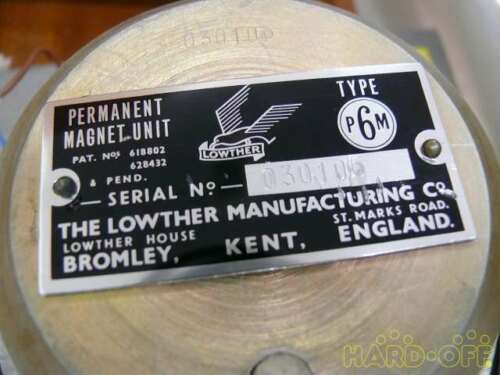 030106
PERMANENT
MAGNET UNIT
PAT. Nos 618802
628432
& PEND.
LOWTHER
TYPE
P6M
SERIAL No 030106
THE LOWTHER MANUFACTURING Co.
LOWTHER HOUSE ST. MARKS ROAD.
BROMLEY, KENT, ENGLAND.
HARD-OFF